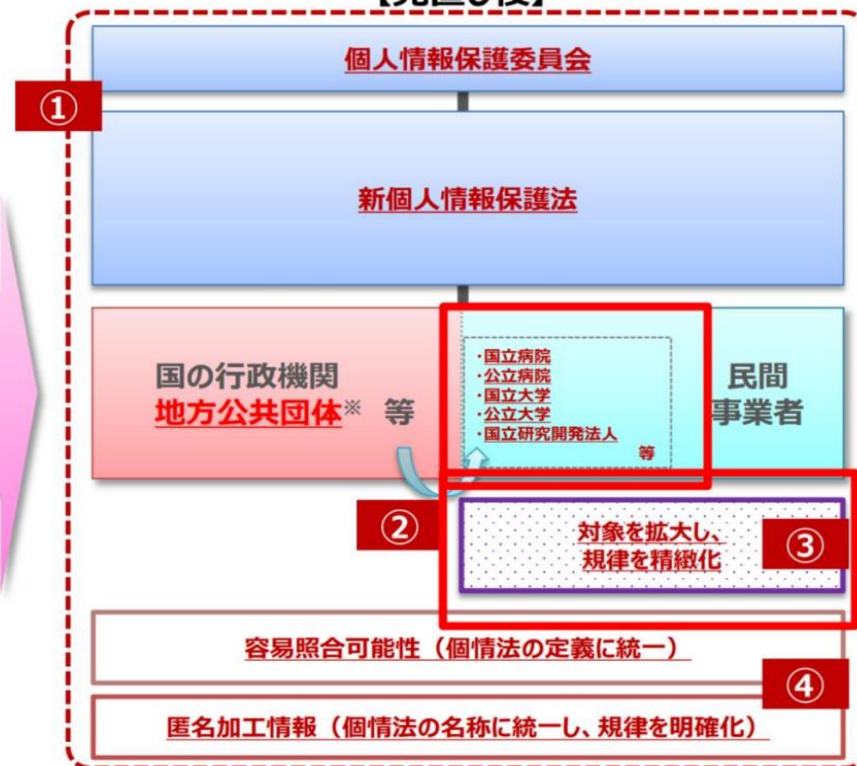 ①
個人情報保護委員会
新個人情報保護法
国の行政機関
地方公共団体※ 等
・国立病院
・公立病院
・国立大学
・公立大学
・国立研究開発法人
等
民間
事業者
②
対象を拡大し、
規律を精緻化
③
容易照合可能性（個情法の定義に統一）
④
匿名加工情報（個情法の名称に統一し、規律を明確化）